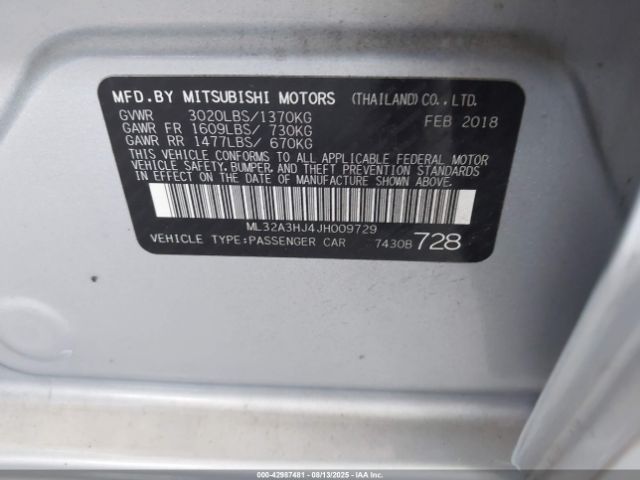 MFD.BY MITSUBISHI MOTORS (THAILAND)CO.,LTD.
GVWR 3020LBS/1370KG FEB 2018
GAWR FR 1609LBS/ 730KG
GAWR RR 1477LBS/ 670KG
THIS VEHICLE CONFORMS TO ALL APPLICABLE FEDERAL MOTOR
VEHICLE SAFETY, BUMPER, AND THEFT PREVENTION STANDARDS
IN EFFECT ON THE DATE OF MANUFACTURE SHOWN ABOVE.
ML32A3HJ4JH009729
VEHICLE TYPE:PASSENGER CAR 7430B 728
000-42987481 - 08/13/2025 - IAAI.com